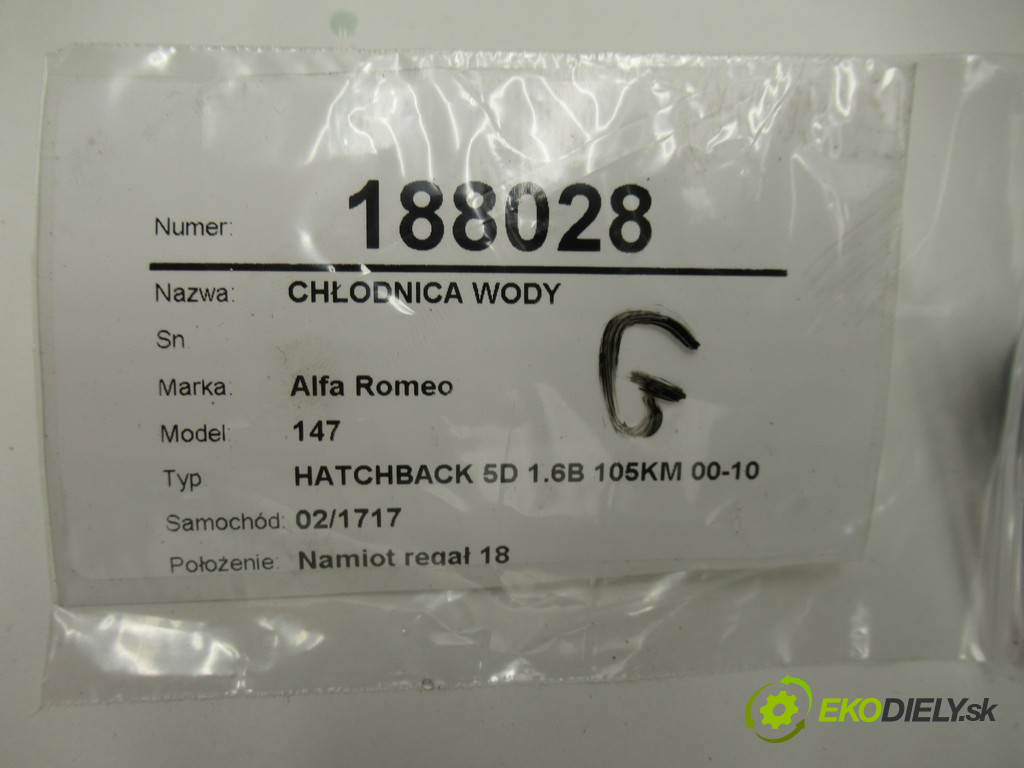 Numer: 188028
Nazwa: CHŁODNICA WODY
Sn
G
Marka: Alfa Romeo
Model: 147
Typ HATCHBACK 5D 1.6B 105KM 00-10
Samochód: 02/1717
Położenie: Namiot regał 18
EKODIELY.sk